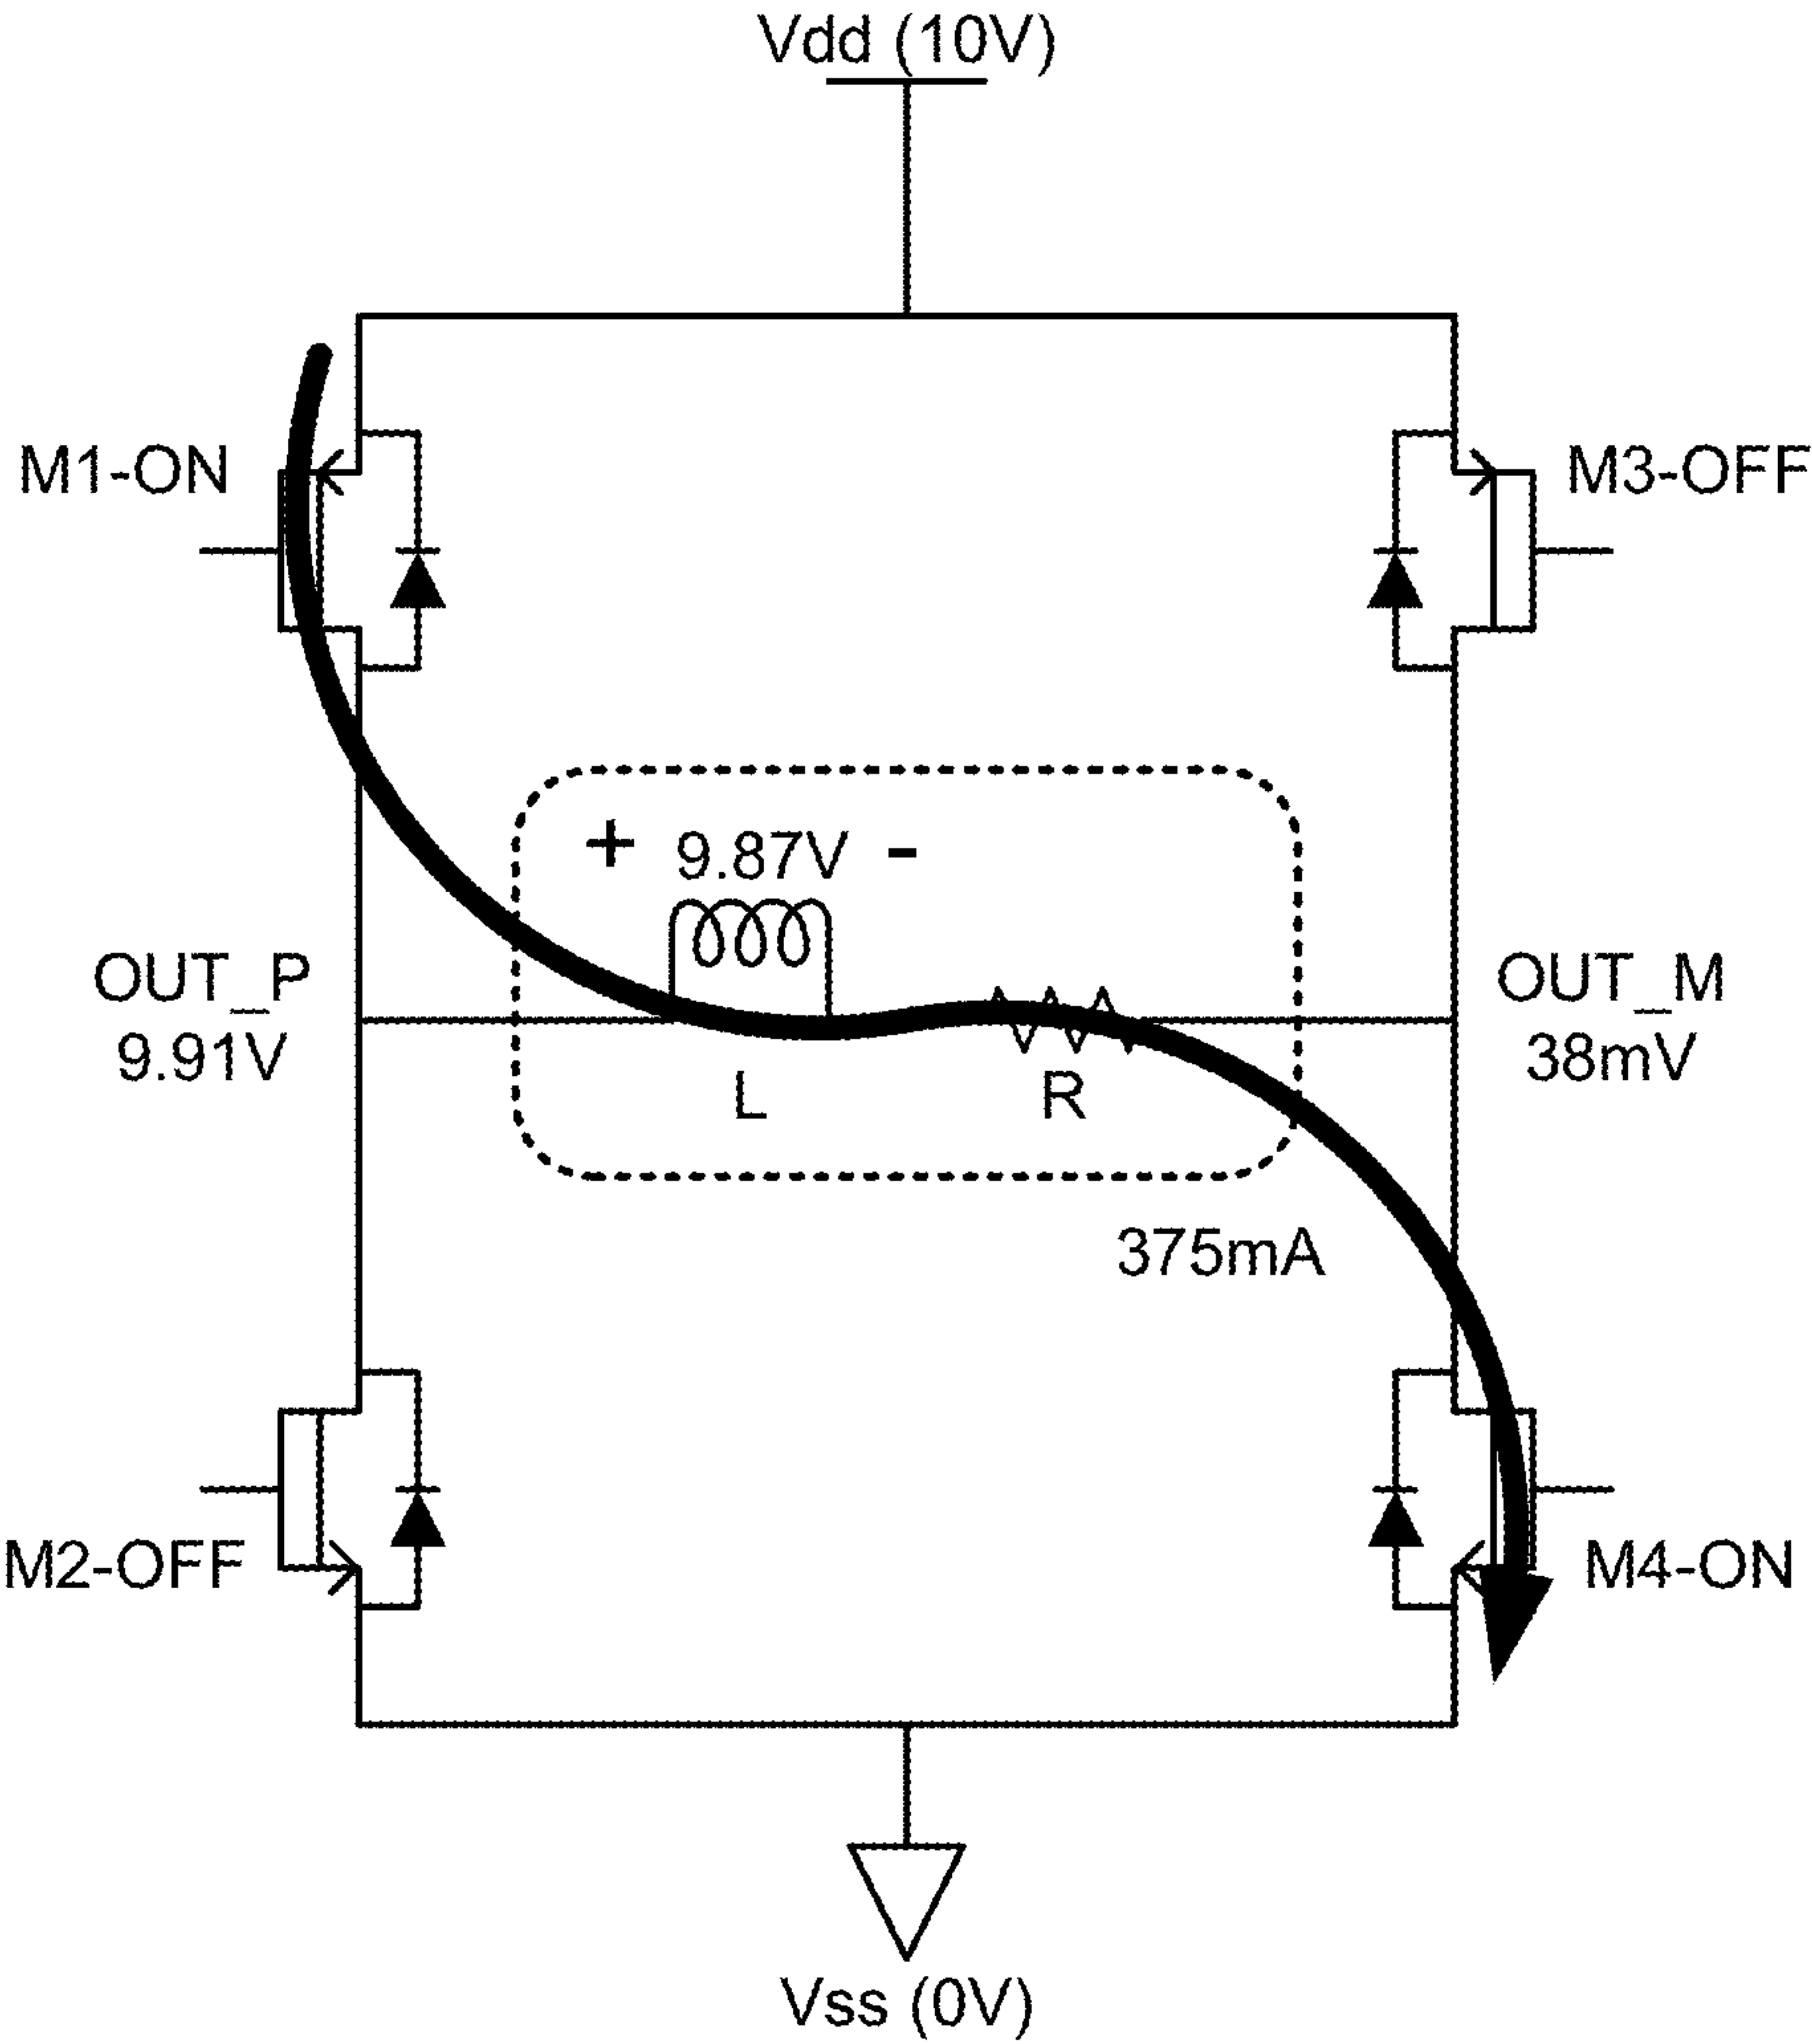 Vdd (10V)
M1-ON
M3-OFF
+ 9.87V -
OUT_P
9.91V
OUT_M
38mV
L
R
375mA
M2-OFF
M4-ON
Vss (0V)